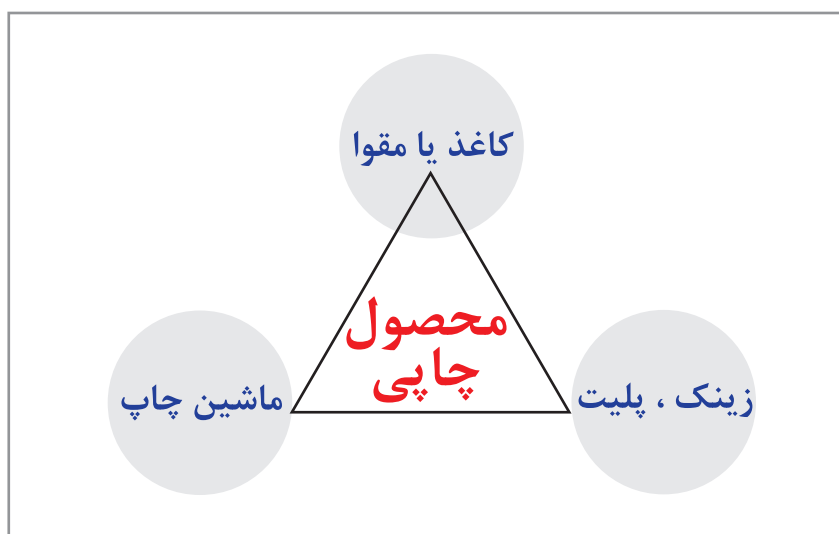 کاغذ یا مقوا
محصول
چاپی
زینک ، پلیت
ماشین چاپ